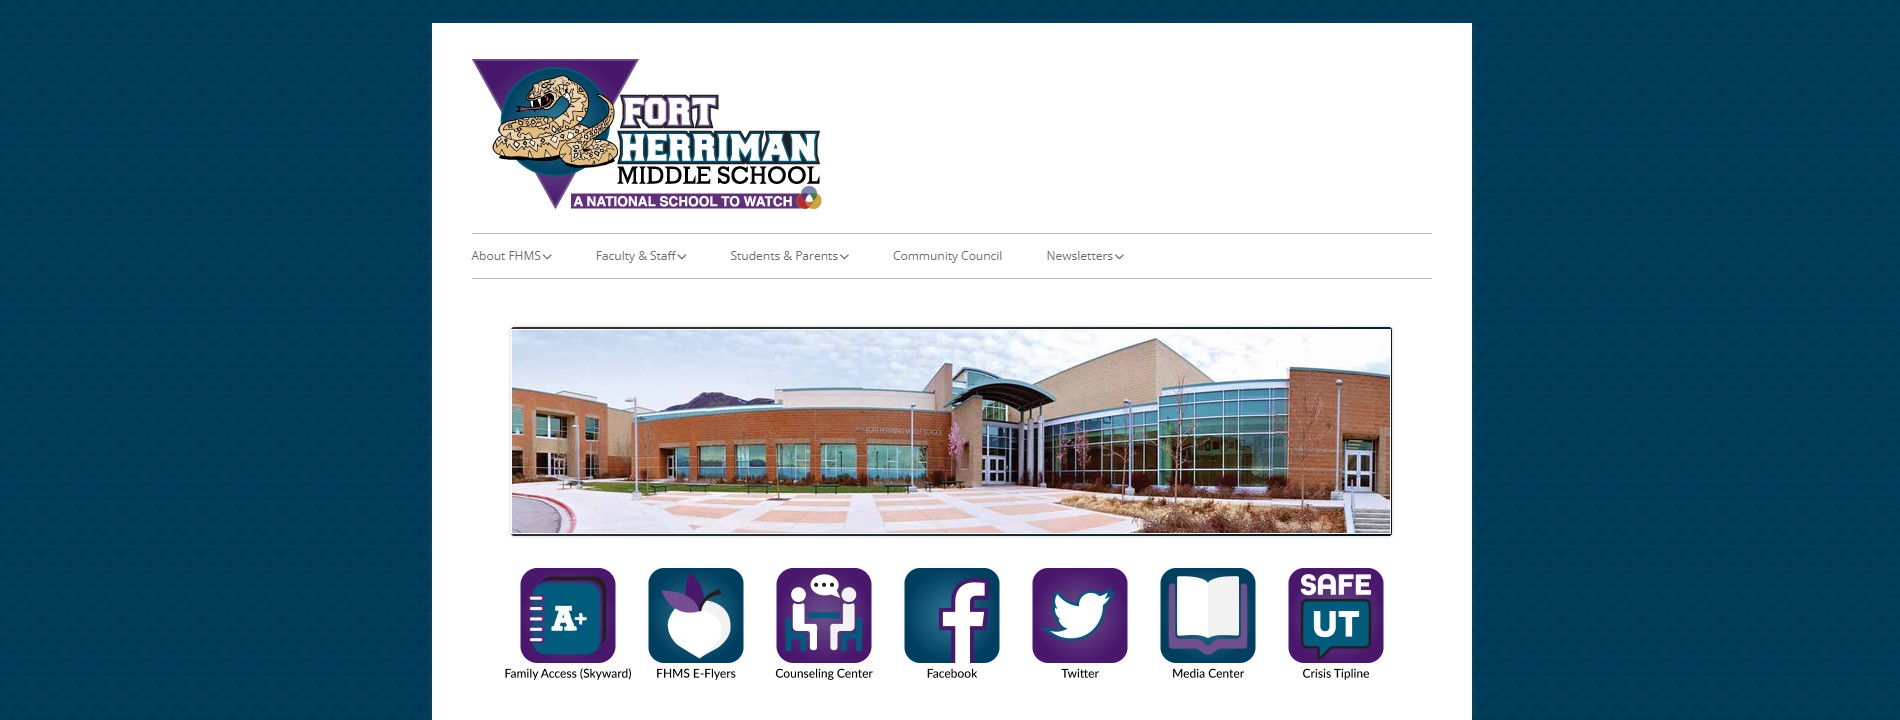 FORT
HERRIMAN
MIDDLE SCHOOL
A NATIONAL SCHOOL TO WATCH
About FHMS Faculty & Staff Students & Parents Community Council Newsletters
FORT HERRIMAN MIDDLE SCHOOL
A+
SAFE
UT
Family Access (Skyward) FHMS E-Flyers Counseling Center Facebook Twitter Media Center Crisis Tipline